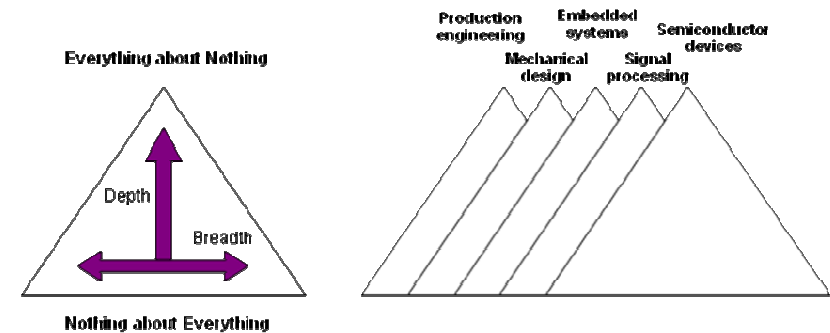 Everything about Nothing
Depth
Breadth
Nothing about Everything
Production
engineering
Mechanical
design
Embedded
systems
Signal
processing
Semiconductor
devices